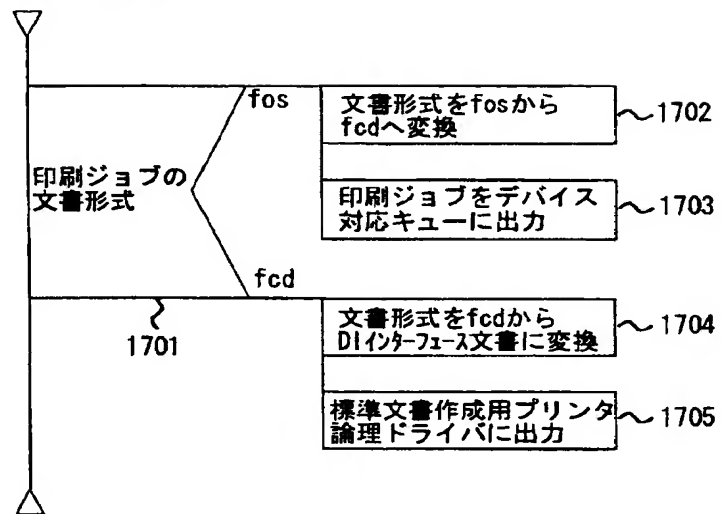 fos
文書形式をfosから
fcdへ変換
1702
印刷ジョブの
文書形式
印刷ジョブをデバイス
対応キューに出力
1703
fcd
1701
文書形式をfcdから
DIインターフェース文書に変換
1704
標準文書作成用プリンタ
論理ドライバに出力
1705